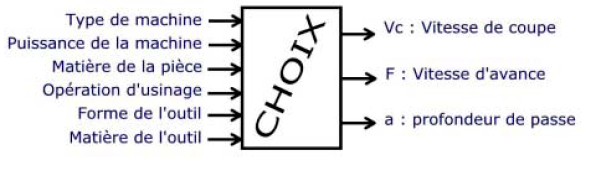 Type de machine
Puissance de la machine
Matière de la pièce
Opération d'usinage
Forme de l'outil
Matière de l'outil
CHOIX
Vc : Vitesse de coupe
F : Vitesse d'avance
a : profondeur de passe